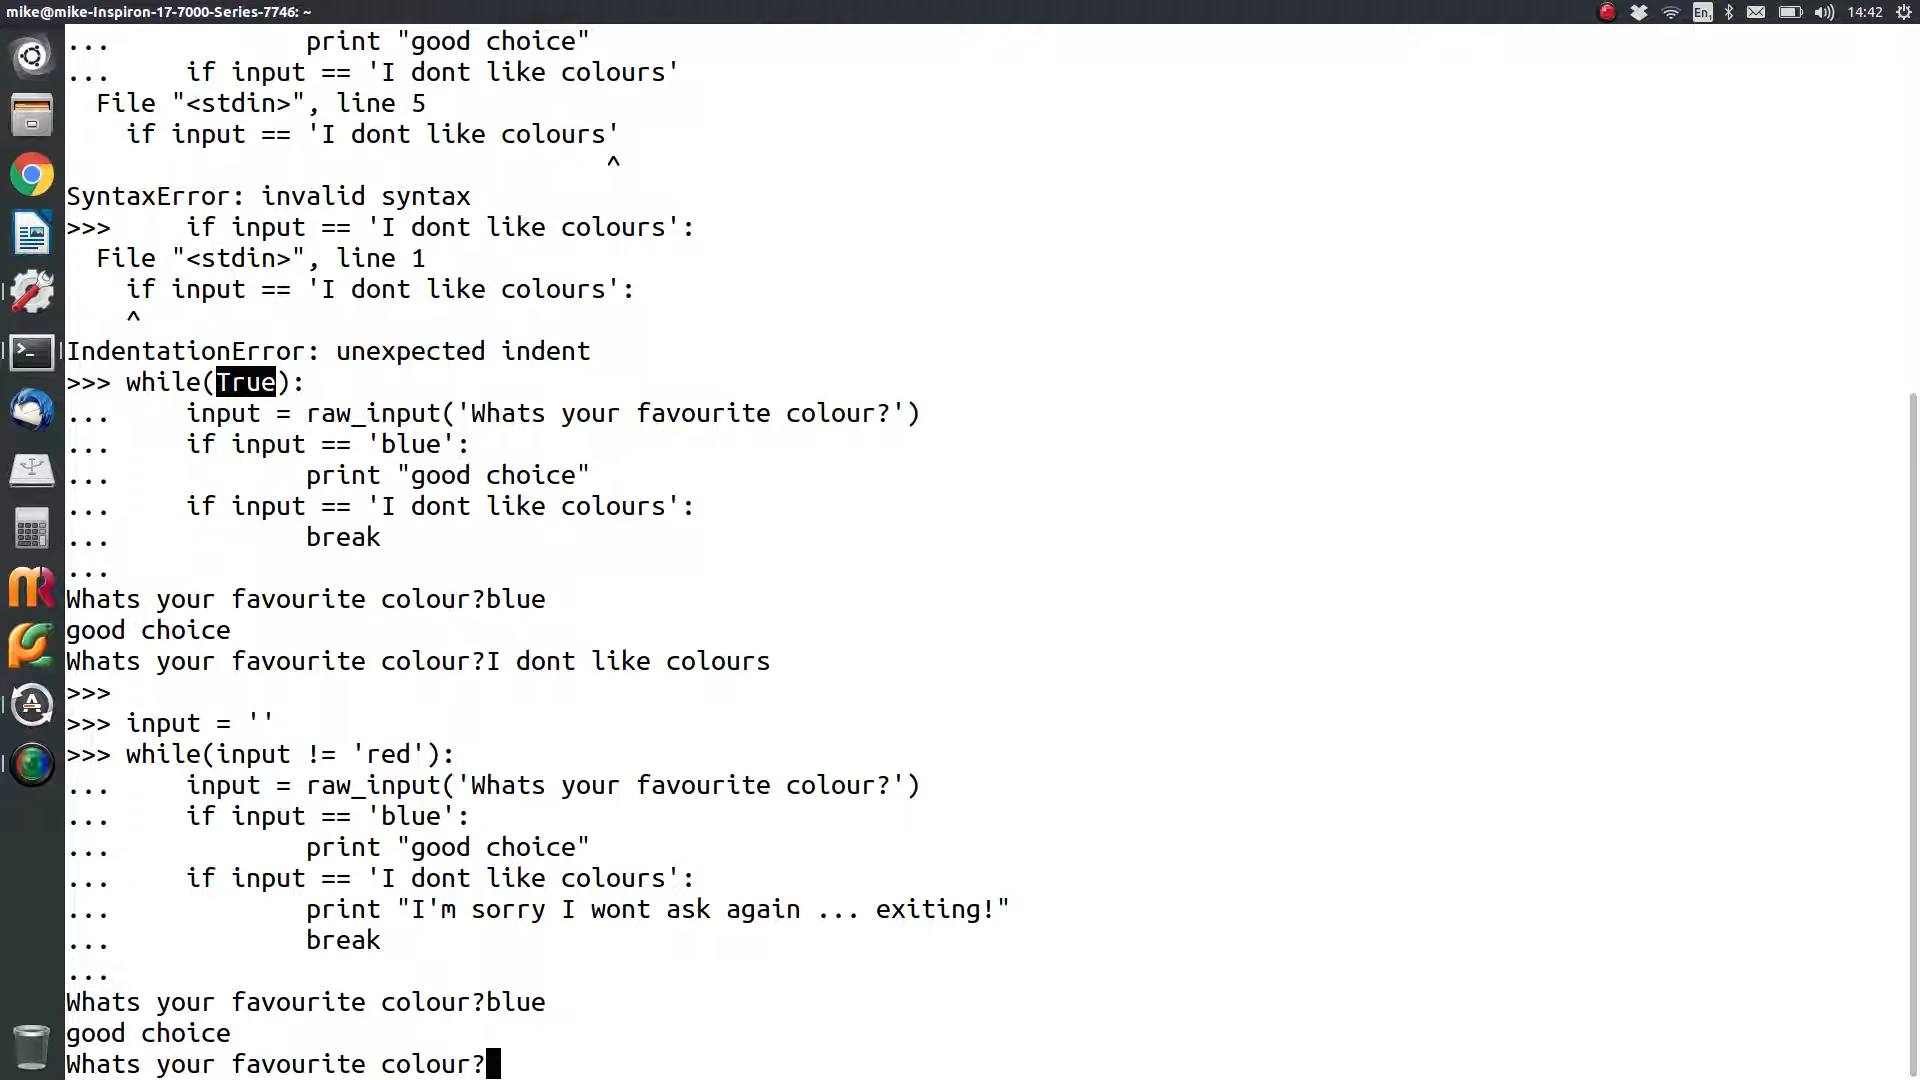 mike@mike-Inspiron-17-7000-Series-7746: ~
En1
14:42
...             print "good choice"
...     if input == 'I dont like colours'
  File "<stdin>", line 5
    if input == 'I dont like colours'
                                    ^
SyntaxError: invalid syntax
>>>     if input == 'I dont like colours':
  File "<stdin>", line 1
    if input == 'I dont like colours':
    ^
IndentationError: unexpected indent
>>> while(True):
...     input = raw_input('Whats your favourite colour?')
...     if input == 'blue':
...             print "good choice"
...     if input == 'I dont like colours':
...             break
...
Whats your favourite colour?blue
good choice
Whats your favourite colour?I dont like colours
>>>
>>> input = ''
>>> while(input != 'red'):
...     input = raw_input('Whats your favourite colour?')
...     if input == 'blue':
...             print "good choice"
...     if input == 'I dont like colours':
...             print "I'm sorry I wont ask again ... exiting!"
...             break
...
Whats your favourite colour?blue
good choice
Whats your favourite colour?